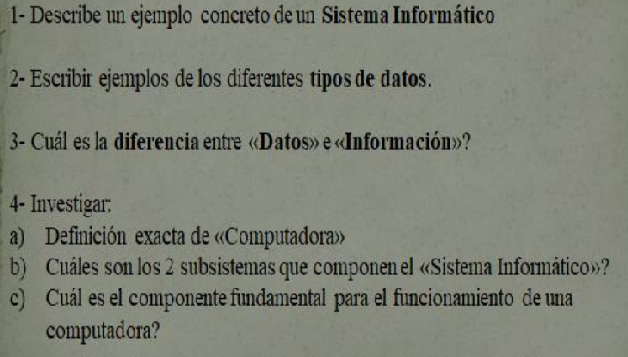 1- Describe un ejemplo concreto de un Sistema Informático
2- Escribir ejemplos de los diferentes tipos de datos.
3- Cuál es la diferencia entre «Datos» e «Información»?
4- Investigar:
a) Definición exacta de «Computadora»
b) Cuáles son los 2 subsistemas que componen el «Sistema Informático»?
c) Cuál es el componente fundamental para el funcionamiento de una
computadora?